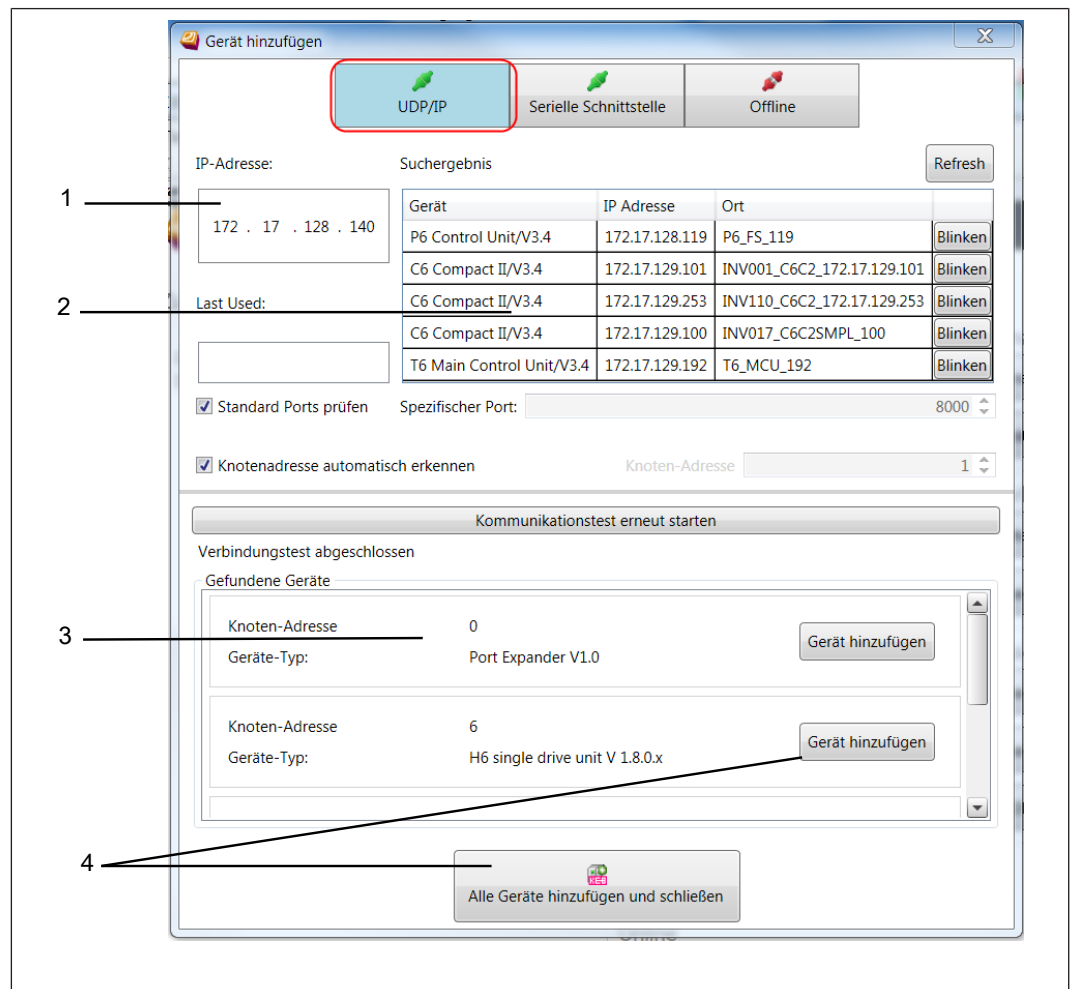 Gerät hinzufügen
UDP/IP Serielle Schnittstelle Offline
IP-Adresse: Suchergebnis Refresh
1
172 . 17 . 128 . 140
Gerät IP Adresse Ort
P6 Control Unit/V3.4 172.17.128.119 P6_FS_119 Blinken
C6 Compact II/V3.4 172.17.129.101 INV001_C6C2_172.17.129.101 Blinken
2
Last Used:
C6 Compact II/V3.4 172.17.129.253 INV110_C6C2_172.17.129.253 Blinken
C6 Compact II/V3.4 172.17.129.100 INV017_C6C2SMPL_100 Blinken
T6 Main Control Unit/V3.4 172.17.129.192 T6_MCU_192 Blinken
Standard Ports prüfen Spezifischer Port: 8000
Knotenadresse automatisch erkennen Knoten-Adresse 1
Kommunikationstest erneut starten
Verbindungstest abgeschlossen
Gefundene Geräte
3
Knoten-Adresse 0
Geräte-Typ: Port Expander V1.0
Gerät hinzufügen
Knoten-Adresse 6
Geräte-Typ: H6 single drive unit V 1.8.0.x
Gerät hinzufügen
4
KEB
Alle Geräte hinzufügen und schließen